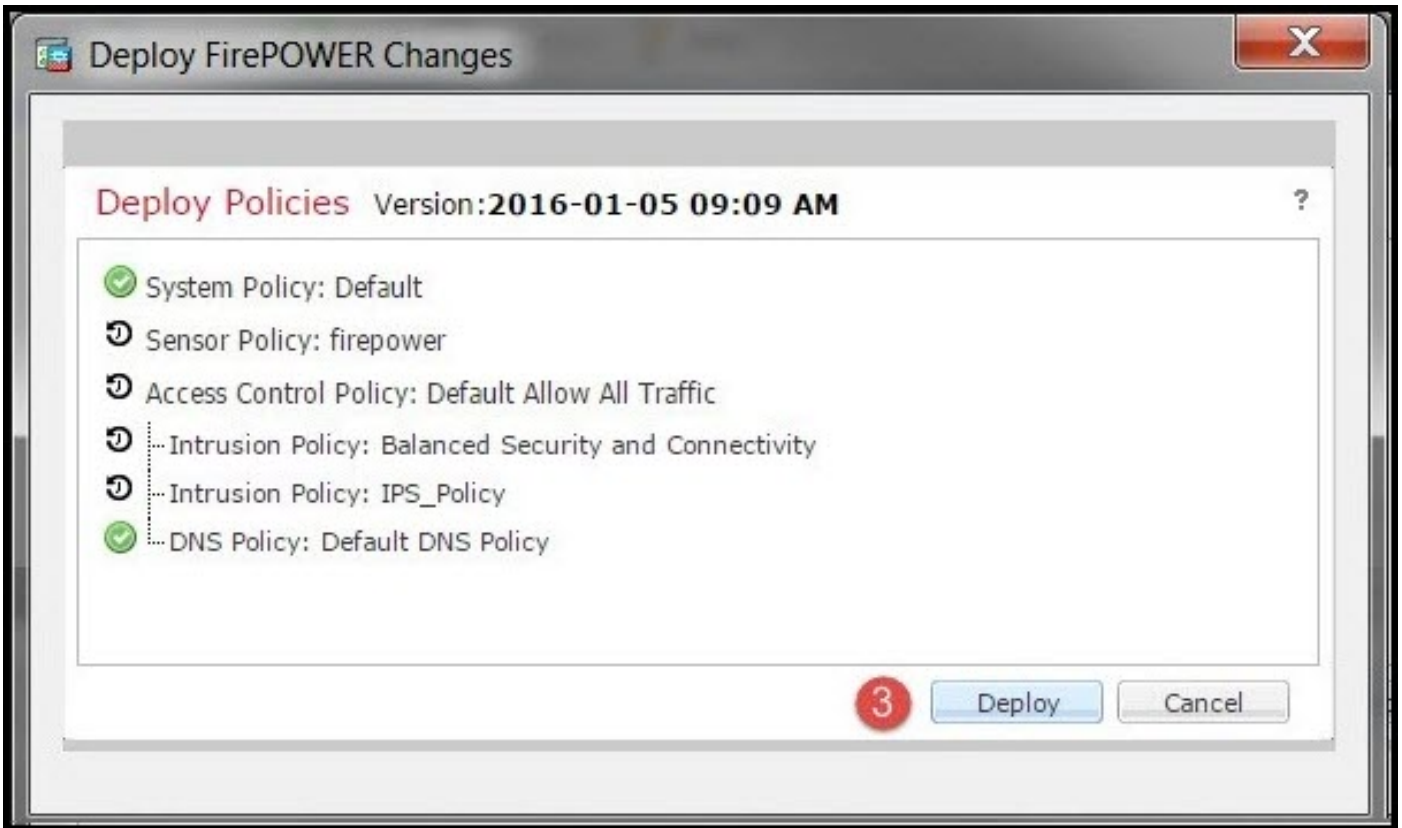 Deploy FirePOWER Changes
X
Deploy Policies Version:2016-01-05 09:09 AM ?
System Policy: Default
Sensor Policy: firepower
Access Control Policy: Default Allow All Traffic
Intrusion Policy: Balanced Security and Connectivity
Intrusion Policy: IPS_Policy
DNS Policy: Default DNS Policy
3 Deploy Cancel